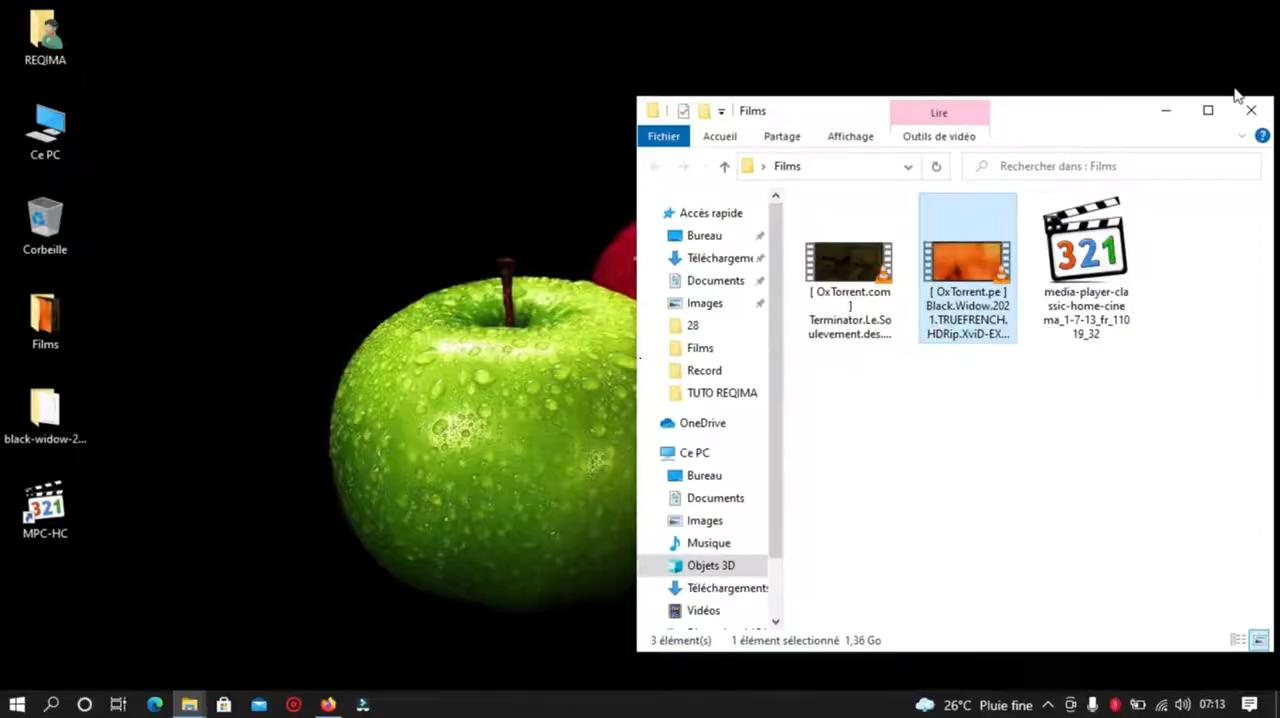 REQIMA
Ce PC
Corbeille
Films
black-widow-2...
MPC-HC
Films
Lire
Fichier
Accueil
Partage
Affichage
Outils de vidéo
Films
Rechercher dans : Films
Accès rapide
Bureau
Téléchargeme
Documents
Images
28
Films
Record
TUTO REQIMA
OneDrive
Ce PC
Bureau
Documents
Images
Musique
Objets 3D
Téléchargements
Vidéos
[ OxTorrent.com
]
Terminator.Le.So
ulevement.des....
[ OxTorrent.pe ]
Black.Widow.202
1.TRUEFRENCH.
HDRip.XviD-EX...
321
media-player-cla
ssic-home-cine
ma_1-7-13_fr_110
19_32
3 élément(s)
1 élément sélectionné 1,36 Go
26°C Pluie fine
07:13